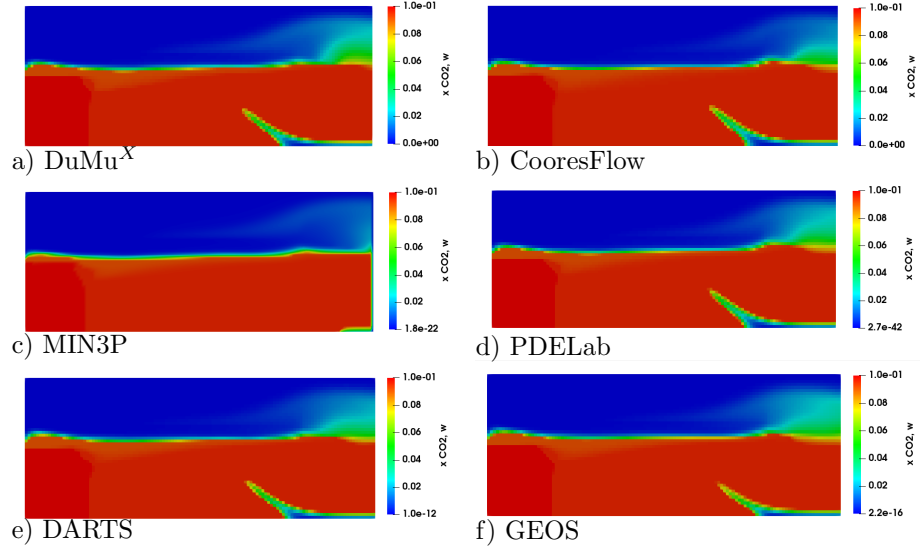 1.0e-01
0.08
0.06
0.04
0.02
0.0e+00
x CO2, w
a) DuMu^X
1.0e-01
0.08
0.06
0.04
0.02
0.0e+00
x CO2, w
b) CooresFlow
1.0e-01
0.08
0.06
0.04
0.02
1.8e-22
x CO2, w
c) MIN3P
1.0e-01
0.08
0.06
0.04
0.02
2.7e-42
x CO2, w
d) PDELab
1.0e-01
0.08
0.06
0.04
0.02
1.0e-12
x CO2, w
e) DARTS
1.0e-01
0.08
0.06
0.04
0.02
2.2e-16
x CO2, w
f) GEOS